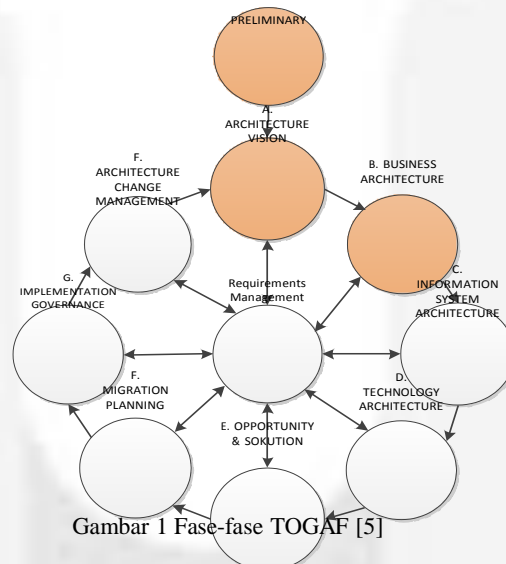 PRELIMINARY
A.
ARCHITECTURE
VISION
B. BUSINESS
ARCHITECTURE
C.
INFORMATION
SYSTEM
ARCHITECTURE
D.
TECHNOLOGY
ARCHITECTURE
E. OPPORTUNITY
& SOKUTION
F.
MIGRATION
PLANNING
G.
IMPLEMENTATION
GOVERNANCE
F.
ARCHITECTURE
CHANGE
MANAGEMENT
Requirements
Management
Gambar 1 Fase-fase TOGAF [5]